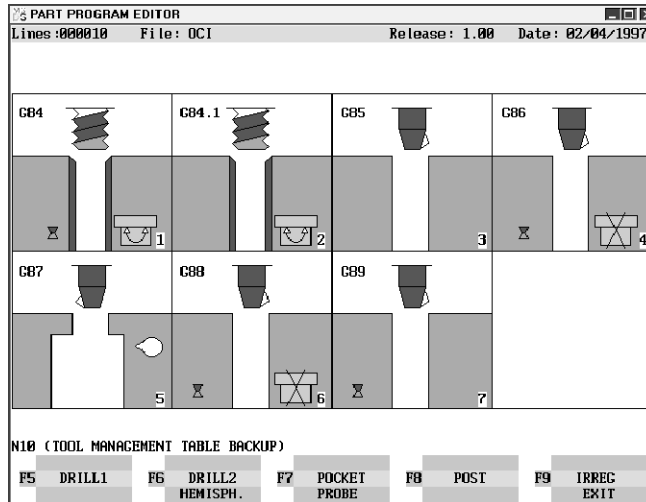 PART PROGRAM EDITOR
Lines:000010 File: OCI Release: 1.00 Date: 02/04/1997
G84 G84.1 G85 G86
1 2 3 4
G87 G88 G89
5 6 7
N10 (TOOL MANAGEMENT TABLE BACKUP)
F5 DRILL1 F6 DRILL2 F7 POCKET F8 POST F9 IRREG
HEMISPH. PROBE EXIT